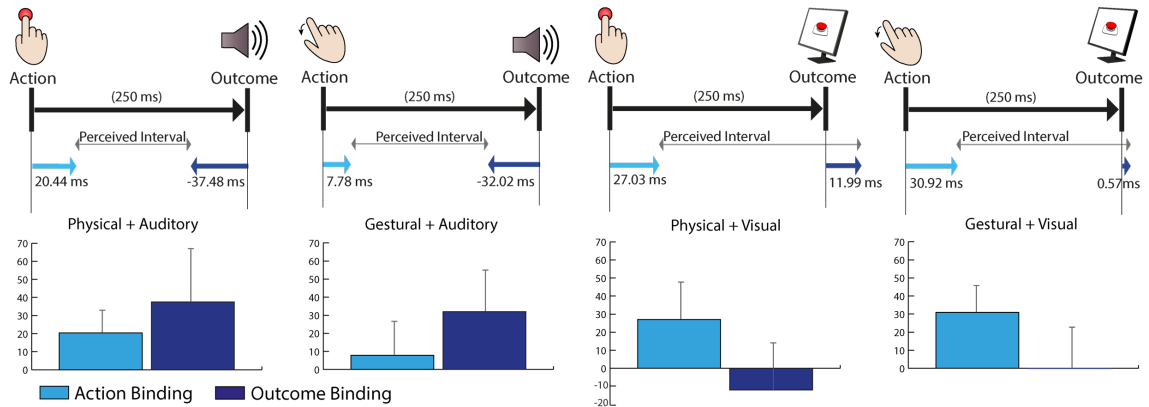 Action Outcome
(250 ms)
Perceived Interval
20.44 ms -37.48 ms
Physical + Auditory
70
60
50
40
30
20
10
0
Action Outcome
(250 ms)
Perceived Interval
7.78 ms -32.02 ms
Gestural + Auditory
70
60
50
40
30
20
10
0
Action Outcome
(250 ms)
Perceived Interval
27.03 ms 11.99 ms
Physical + Visual
70
60
50
40
30
20
10
0
-10
-20
Action Outcome
(250 ms)
Perceived Interval
30.92 ms 0.57ms
Gestural + Visual
70
60
50
40
30
20
10
0
Action Binding Outcome Binding